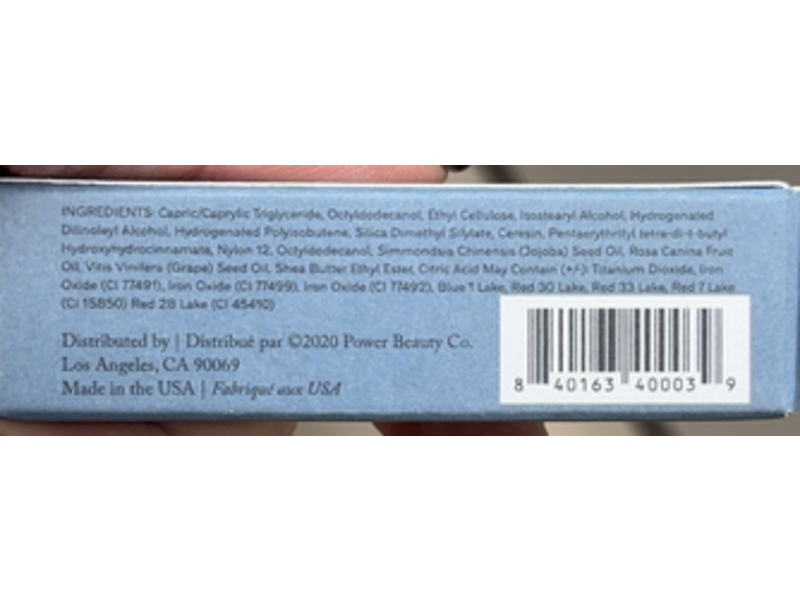 INGREDIENTS: Capric/Caprylic Triglyceride, Octyldodecanol, Ethyl Cellulose, Isostearyl Alcohol, Hydrogenated
Dilinoleyl Alcohol, Hydrogenated Polyisobutene, Silica Dimethyl Silylate, Ceresin, Pentaerythrityl tetra-di-t-butyl
Hydroxyhydrocinnamate, Nylon 12, Octyldodecanol, Simmondsia Chinensis (Jojoba) Seed Oil, Rosa Canina Fruit
Oil, Vitis Vinifera (Grape) Seed Oil, Shea Butter Ethyl Ester, Citric Acid May Contain (+/-): Titanium Dioxide, Iron
Oxide (CI 77491), Iron Oxide (CI 77499), Iron Oxide (CI 77492), Blue 1 Lake, Red 30 Lake, Red 33 Lake, Red 7 Lake
(CI 15850) Red 28 Lake (CI 45410)
Distributed by | Distribué par ©2020 Power Beauty Co.
Los Angeles, CA 90069
Made in the USA | Fabriqué aux USA
8 40163 40003 9